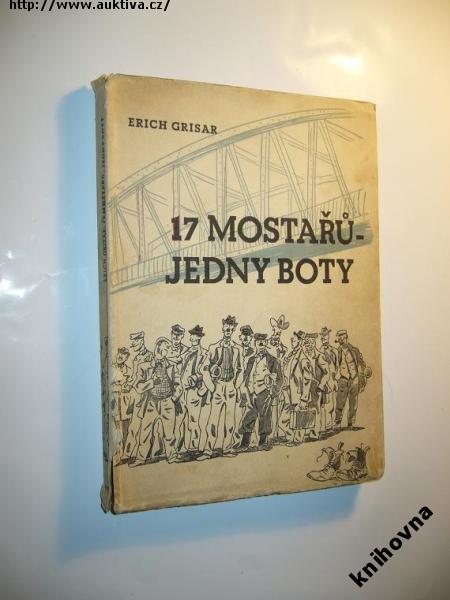 http://www.auktiva.cz/
ERICH GRISAR
17 MOSTAŘŮ-
JEDNY BOTY
knihovna